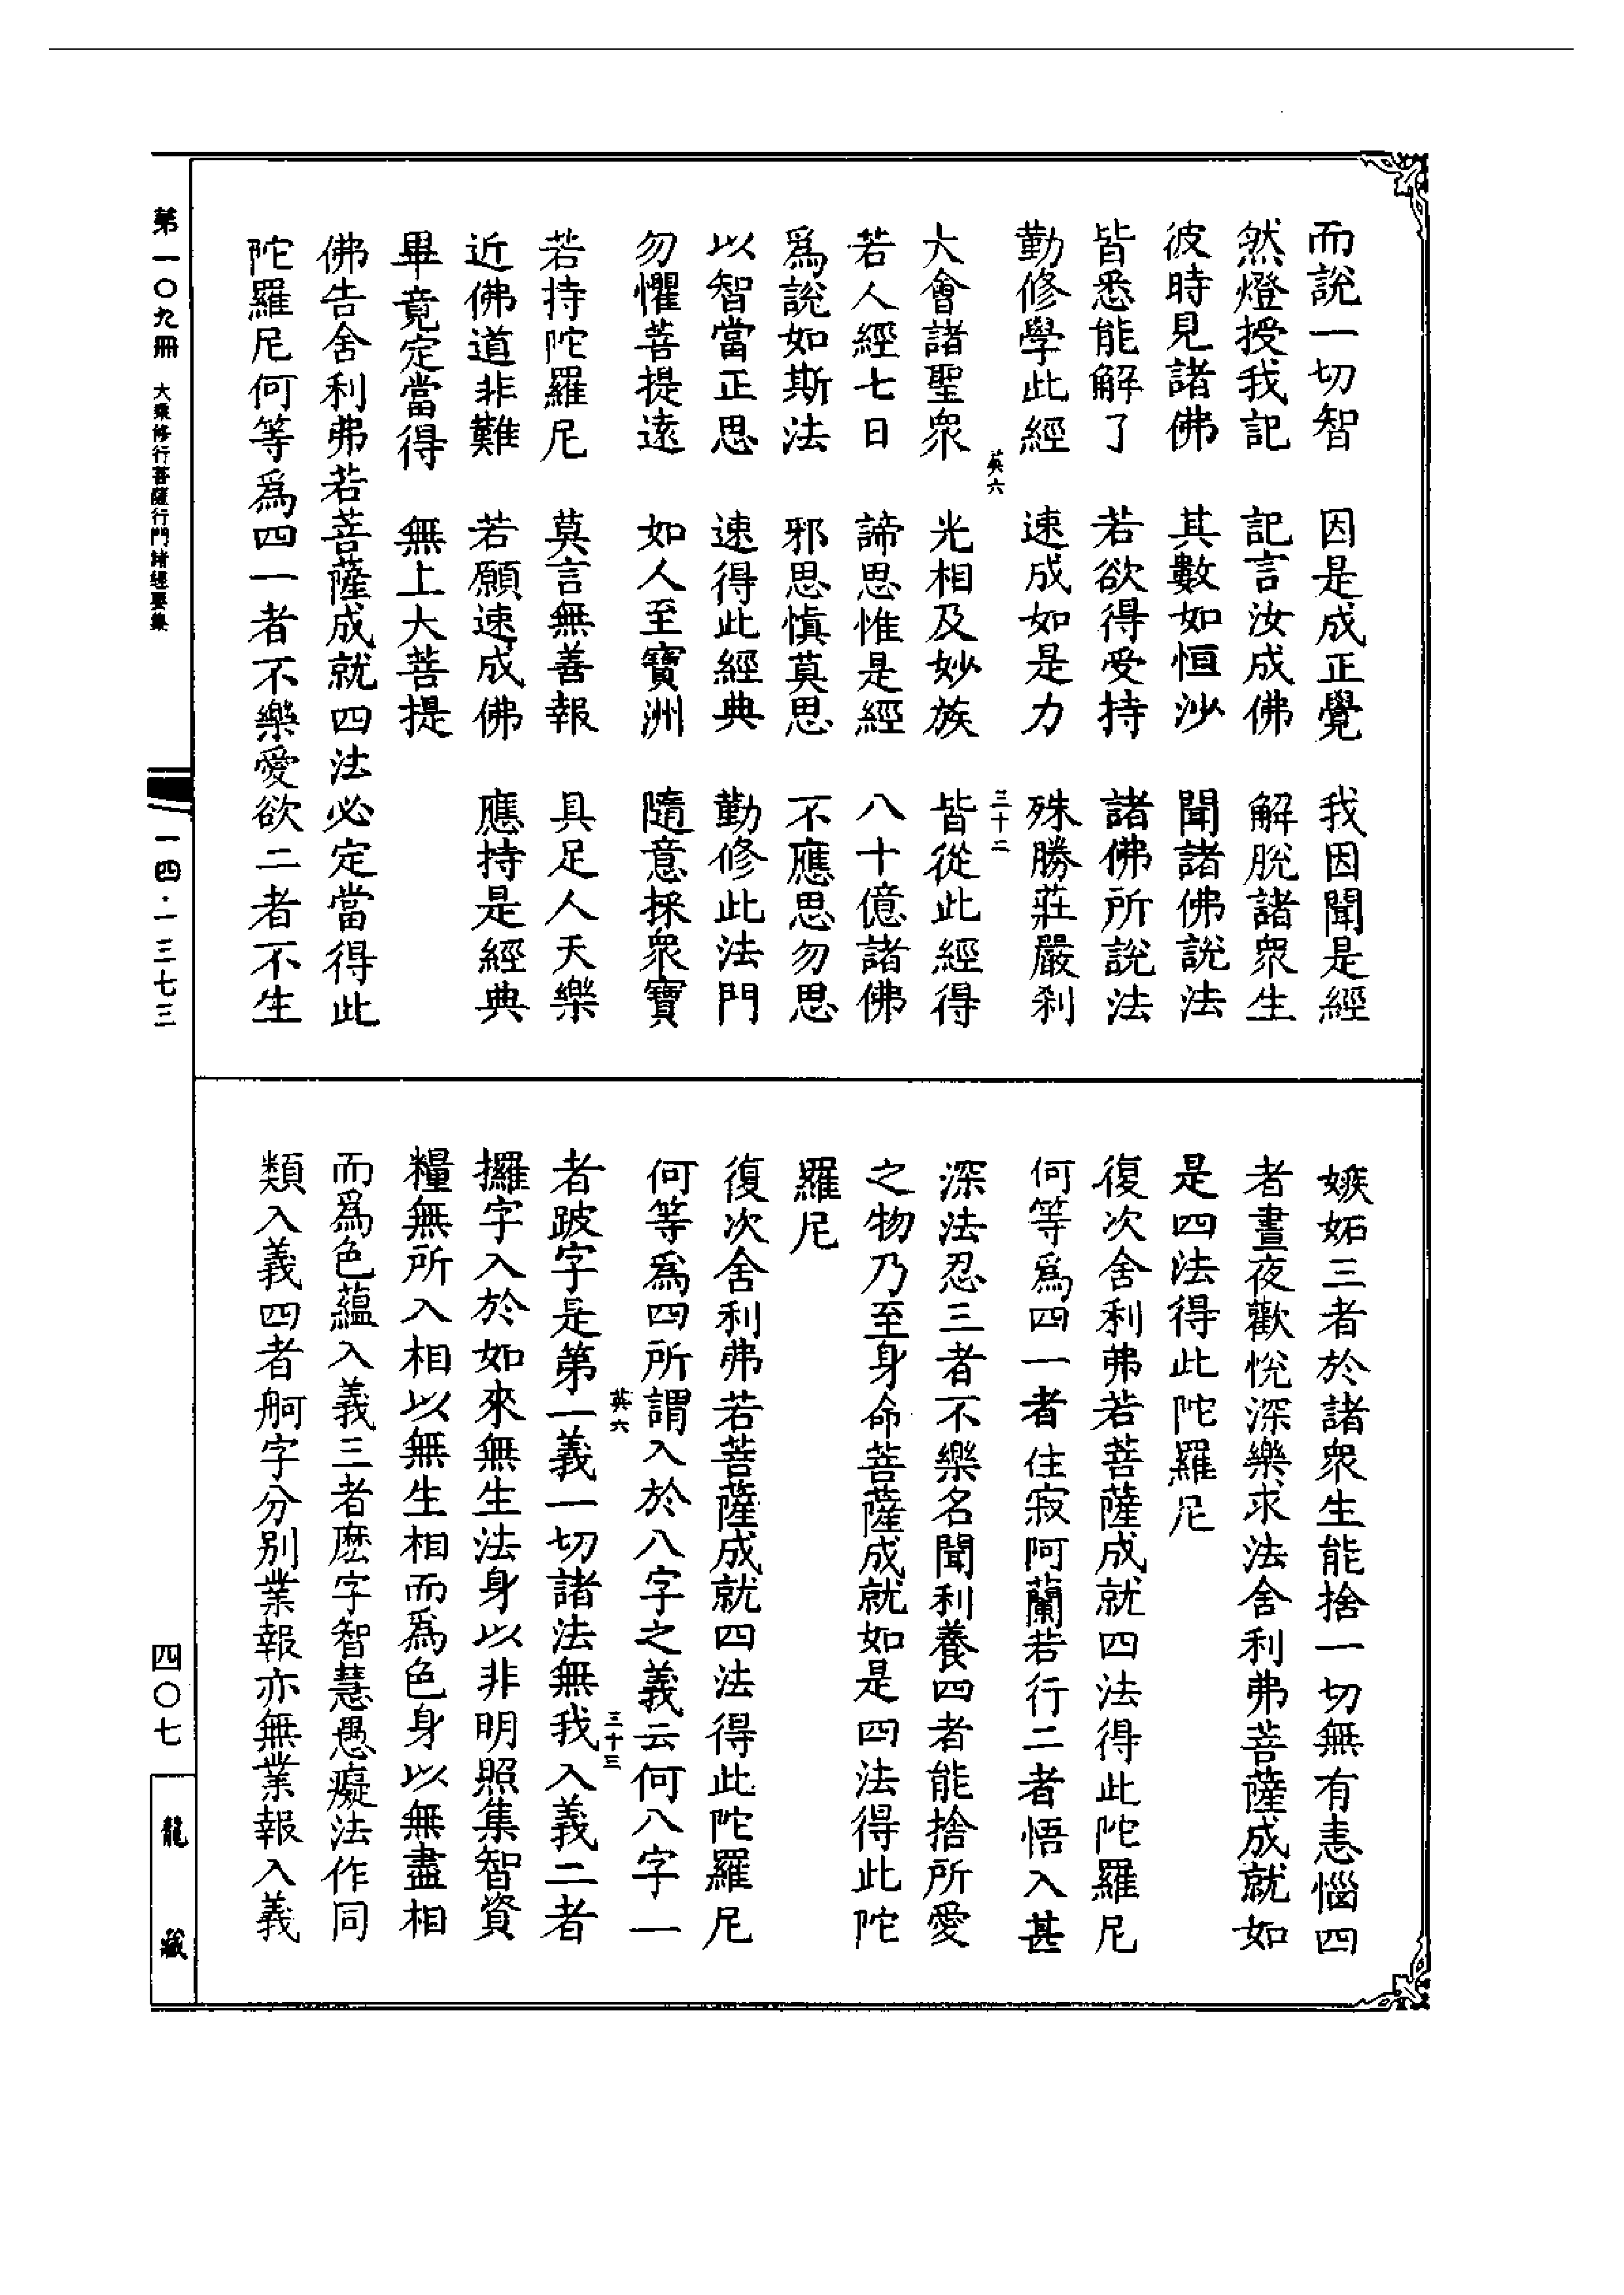 而說一切智　因是成正覺　我因聞是經
然燈授我記　記言汝成佛　解脫諸衆生
彼時見諸佛　其數如恒沙　聞諸佛說法
皆悉能解了　若欲得受持　諸佛所說法
勤修學此經　速成如是力　殊勝莊嚴刹
英六　三十二
大會諸聖衆　光相及妙族　皆從此經得
若人經七日　諦思惟是經　八十億諸佛
爲說如斯法　邪思愼莫思　不應思勿思
以智當正思　速得此經典　勤修此法門
勿懼菩提遠　如人至寶洲　隨意採衆寶
若持陀羅尼　莫言無善報　具足人天樂
近佛道非難　若願速成佛　應持是經典
畢竟定當得　無上大菩提
佛告舍利弗若菩薩成就四法必定當得此
陀羅尼何等爲四一者不樂愛欲二者不生
嫉妬三者於諸衆生能捨一切無有恚惱四
者晝夜歡悅深樂求法舍利弗菩薩成就如
是四法得此陀羅尼
復次舍利弗若菩薩成就四法得此陀羅尼
何等爲四一者住寂阿蘭若行二者悟入甚
深法忍三者不樂名聞利養四者能捨所愛
之物乃至身命菩薩成就如是四法得此陀
羅尼
復次舍利弗若菩薩成就四法得此陀羅尼
何等爲四所謂入於八字之義云何八字一
英六　三十三
者跛字是第一義一切諸法無我入義二者
攞字入於如來無生法身以非明照集智資
糧無所入相以無生相而爲色身以無盡相
而爲色蘊入義三者麽字智慧愚癡法作同
類入義四者舸字分别業報亦無業報入義
第一〇九冊　大乘修行菩薩行門諸經要集
一四．一三七三
四〇七
龍藏